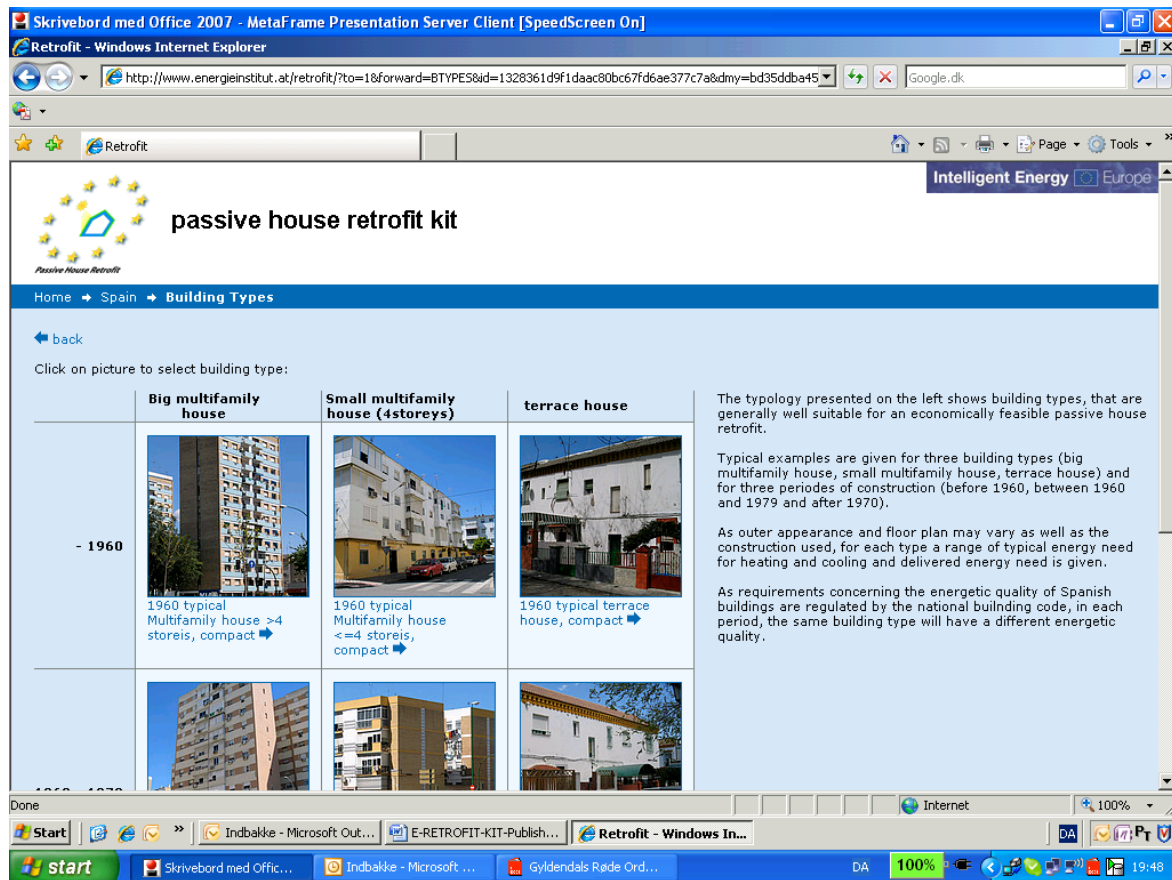 Skrivebord med Office 2007 - MetaFrame Presentation Server Client [SpeedScreen On]
Retrofit - Windows Internet Explorer
http://www.energieinstitut.at/retrofit/?to=1&forward=BTYPES&id=1328361d9f1daac80bc67fd6ae377c7a&dmy=bd35ddba45
Google.dk
Retrofit
Page
Tools
Intelligent Energy Europe
passive house retrofit kit
Passive House Retrofit
Home Spain Building Types
back
Click on picture to select building type:
Big multifamily
house
Small multifamily
house (4storeys)
terrace house
- 1960
1960 typical
Multifamily house >4
storeis, compact
1960 typical
Multifamily house
<=4 storeis,
compact
1960 typical terrace
house, compact
The typology presented on the left shows building types, that are
generally well suitable for an economically feasible passive house
retrofit.
Typical examples are given for three building types (big
multifamily house, small multifamily house, terrace house) and
for three periodes of construction (before 1960, between 1960
and 1979 and after 1970).
As outer appearance and floor plan may vary as well as the
construction used, for each type a range of typical energy need
for heating and cooling and delivered energy need is given.
As requirements concerning the energetic quality of Spanish
buildings are regulated by the national builnding code, in each
period, the same building type will have a different energetic
quality.
Done
Internet
100%
Start
Indbakke - Microsoft Out...
E-RETROFIT-KIT-Publish...
Retrofit - Windows In...
DA
start
Skrivebord med Offic...
Indbakke - Microsoft ...
Gyldendals Røde Ord...
DA
100%
19:48